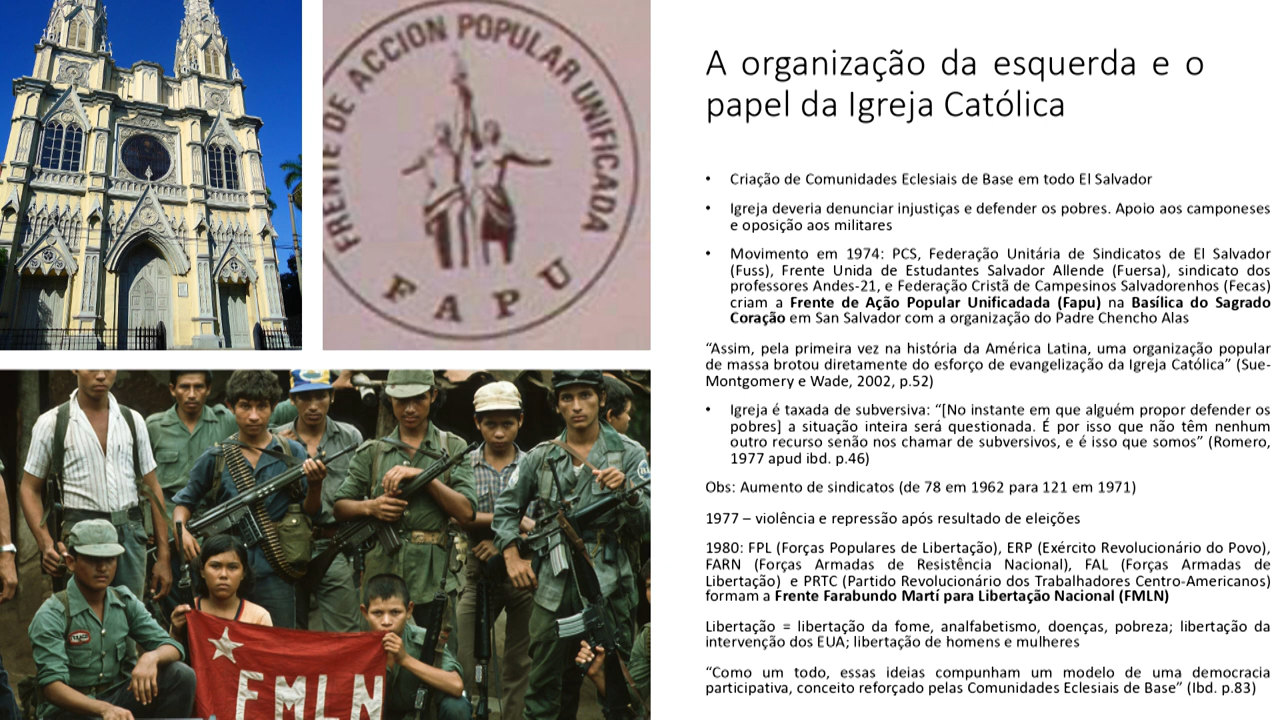 FRENTE DE ACCION POPULAR UNIFICADA
FAPU
FMLN
A organização da esquerda e o
papel da Igreja Católica
• Criação de Comunidades Eclesiais de Base em todo El Salvador
• Igreja deveria denunciar injustiças e defender os pobres. Apoio aos camponeses
e oposição aos militares
• Movimento em 1974: PCS, Federação Unitária de Sindicatos de El Salvador
(Fuss), Frente Unida de Estudantes Salvador Allende (Fuersa), sindicato dos
professores Andes-21, e Federação Cristã de Campesinos Salvadorenhos (Fecas)
criam a Frente de Ação Popular Unificadada (Fapu) na Basílica do Sagrado
Coração em San Salvador com a organização do Padre Chencho Alas
“Assim, pela primeira vez na história da América Latina, uma organização popular
de massa brotou diretamente do esforço de evangelização da Igreja Católica” (Sue-
Montgomery e Wade, 2002, p.52)
• Igreja é taxada de subversiva: “[No instante em que alguém propor defender os
pobres] a situação inteira será questionada. É por isso que não têm nenhum
outro recurso senão nos chamar de subversivos, e é isso que somos” (Romero,
1977 apud ibd. p.46)
Obs: Aumento de sindicatos (de 78 em 1962 para 121 em 1971)
1977 – violência e repressão após resultado de eleições
1980: FPL (Forças Populares de Libertação), ERP (Exército Revolucionário do Povo),
FARN (Forças Armadas de Resistência Nacional), FAL (Forças Armadas de
Libertação) e PRTC (Partido Revolucionário dos Trabalhadores Centro-Americanos)
formam a Frente Farabundo Martí para Libertação Nacional (FMLN)
Libertação = libertação da fome, analfabetismo, doenças, pobreza; libertação da
intervenção dos EUA; libertação de homens e mulheres
“Como um todo, essas ideias compunham um modelo de uma democracia
participativa, conceito reforçado pelas Comunidades Eclesiais de Base” (Ibd. p.83)